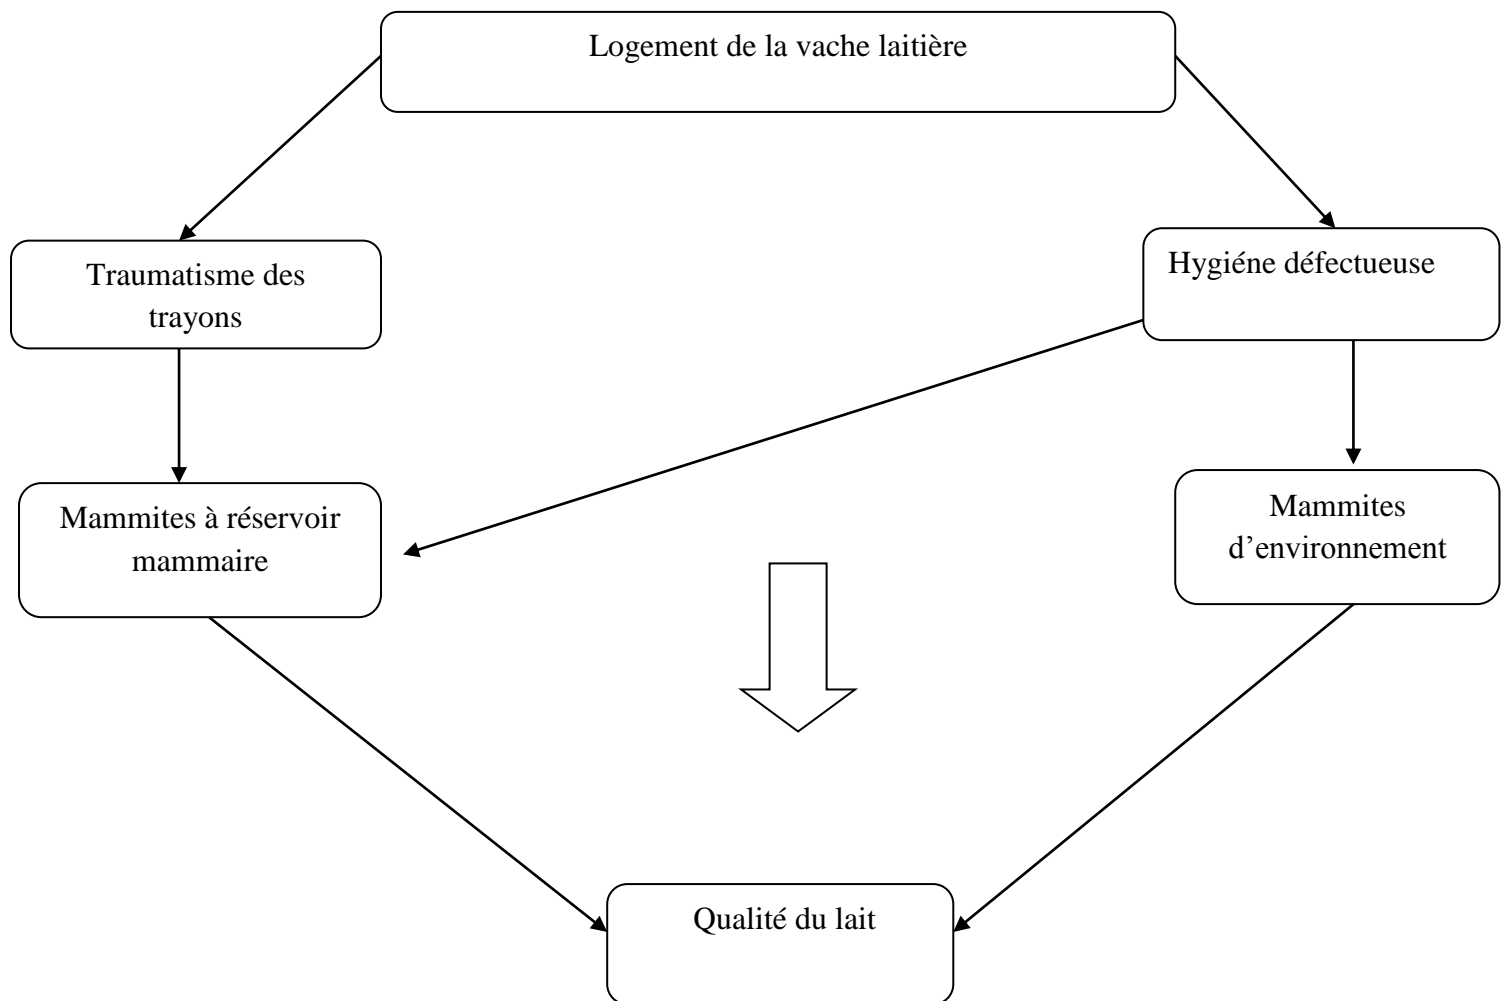 Logement de la vache laitière
Traumatisme des
trayons
Hygiéne défectueuse
Mammites à réservoir
mammaire
Mammites
d’environnement
Qualité du lait